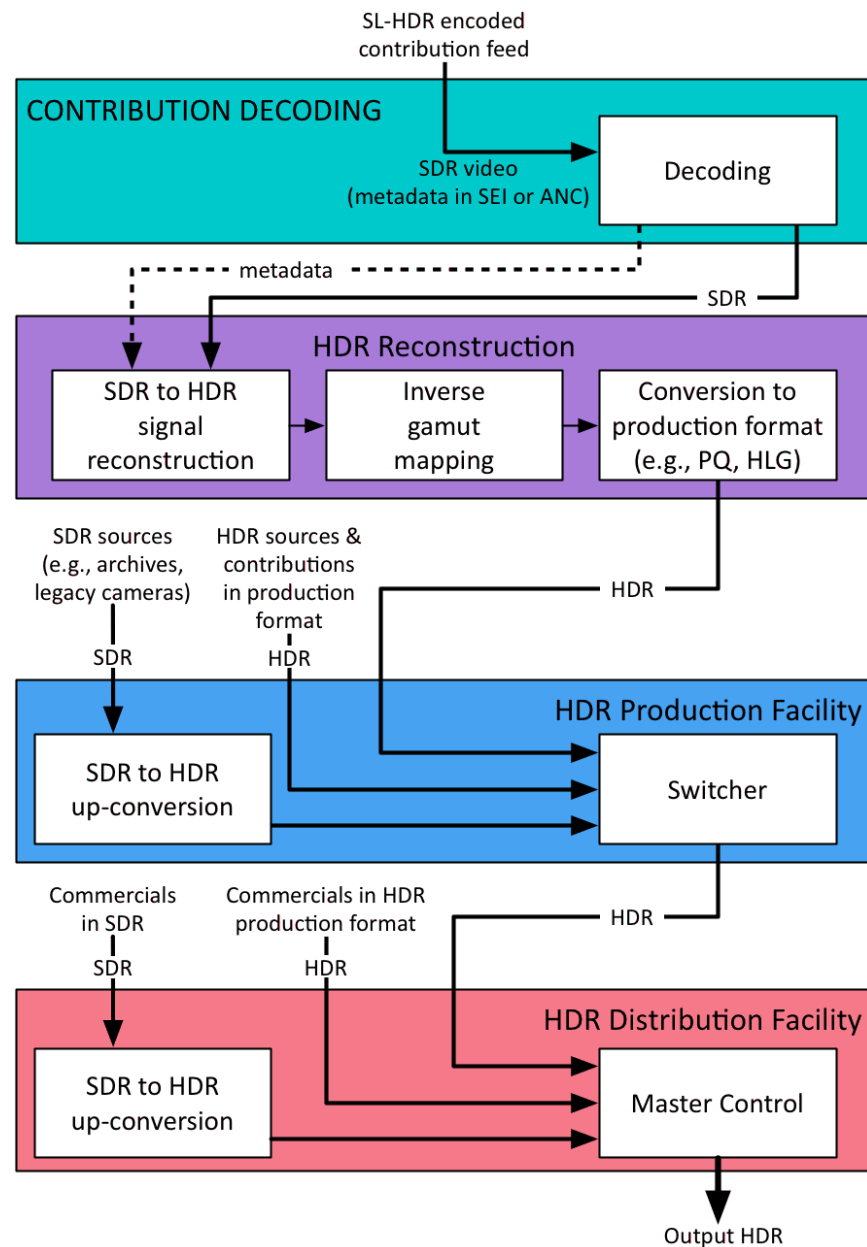 SL-HDR encoded
contribution feed
CONTRIBUTION DECODING
SDR video
(metadata in SEI or ANC)
Decoding
metadata
SDR
HDR Reconstruction
SDR to HDR
signal
reconstruction
Inverse
gamut
mapping
Conversion to
production format
(e.g., PQ, HLG)
SDR sources
(e.g., archives,
legacy cameras)
HDR sources &
contributions
in production
format
HDR
SDR
HDR
HDR Production Facility
SDR to HDR
up-conversion
Switcher
Commercials
in SDR
Commercials in HDR
production format
HDR
SDR
HDR
HDR Distribution Facility
SDR to HDR
up-conversion
Master Control
Output HDR